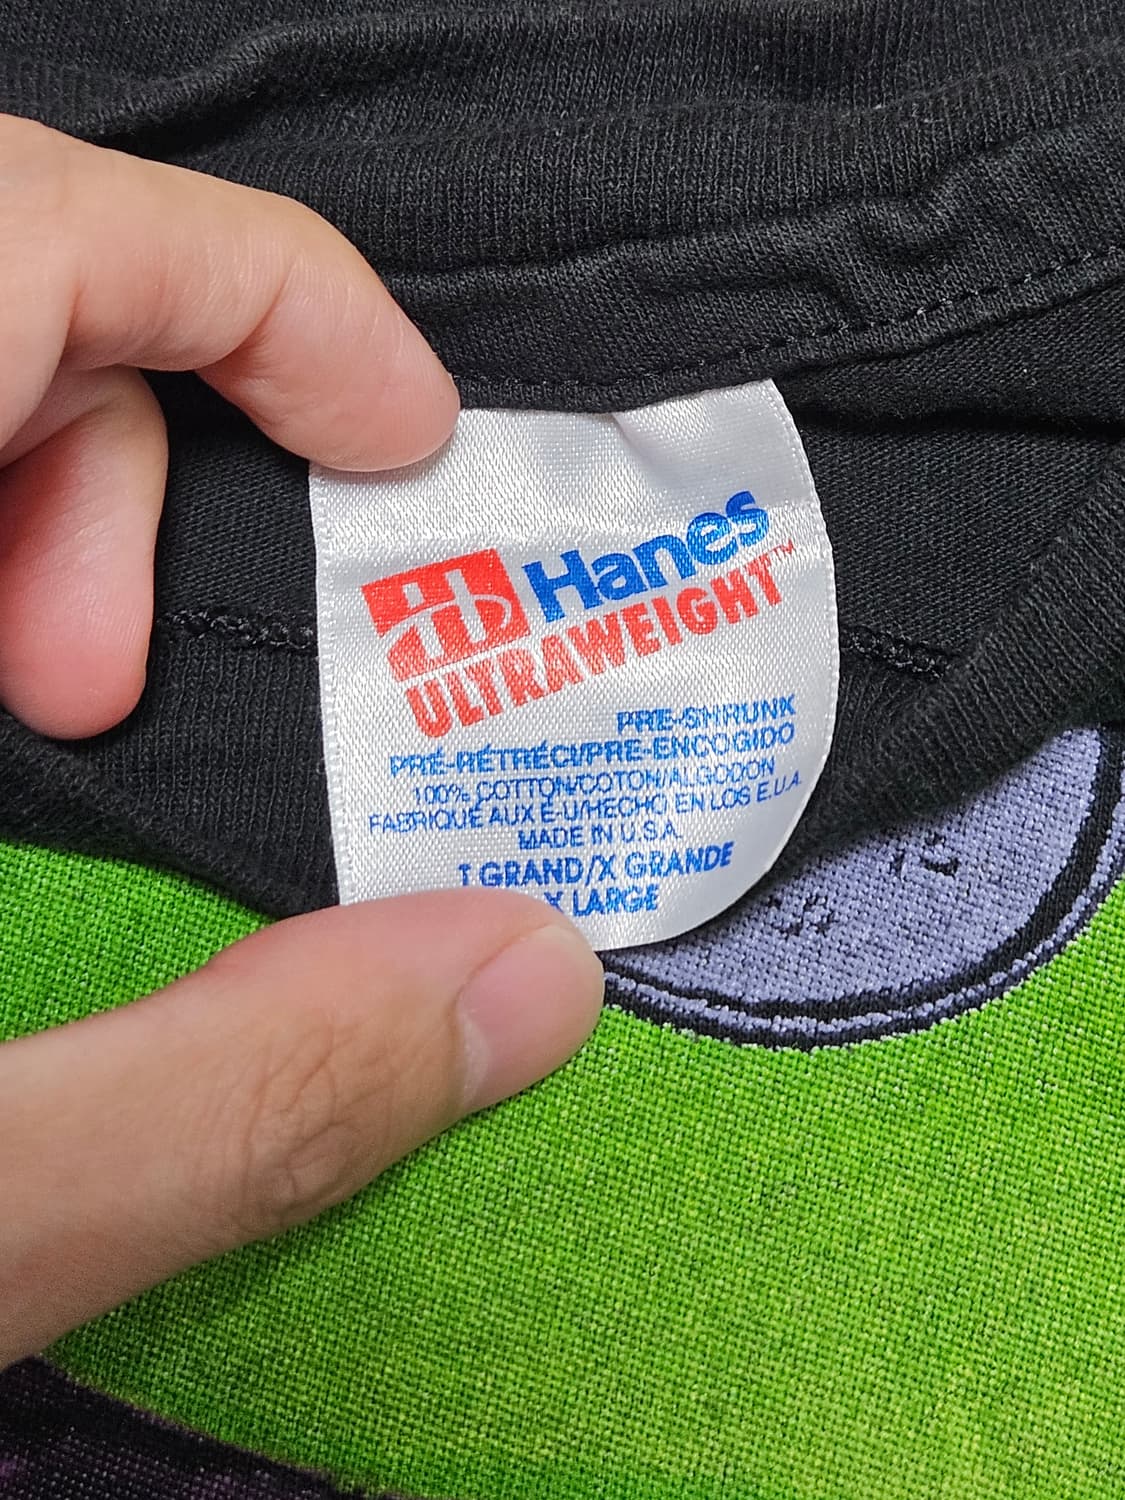 Hanes
ULTRAWEIGHT™
PRE-SHRUNK
PRÉ-RÉTRÉCI/PRE-ENCOGIDO
100% COTTON/COTON/ALGODON
FABRIQUÉ AUX É-U/HECHO EN LOS E.U.A.
MADE IN U.S.A.
T GRAND/X GRANDE
X LARGE